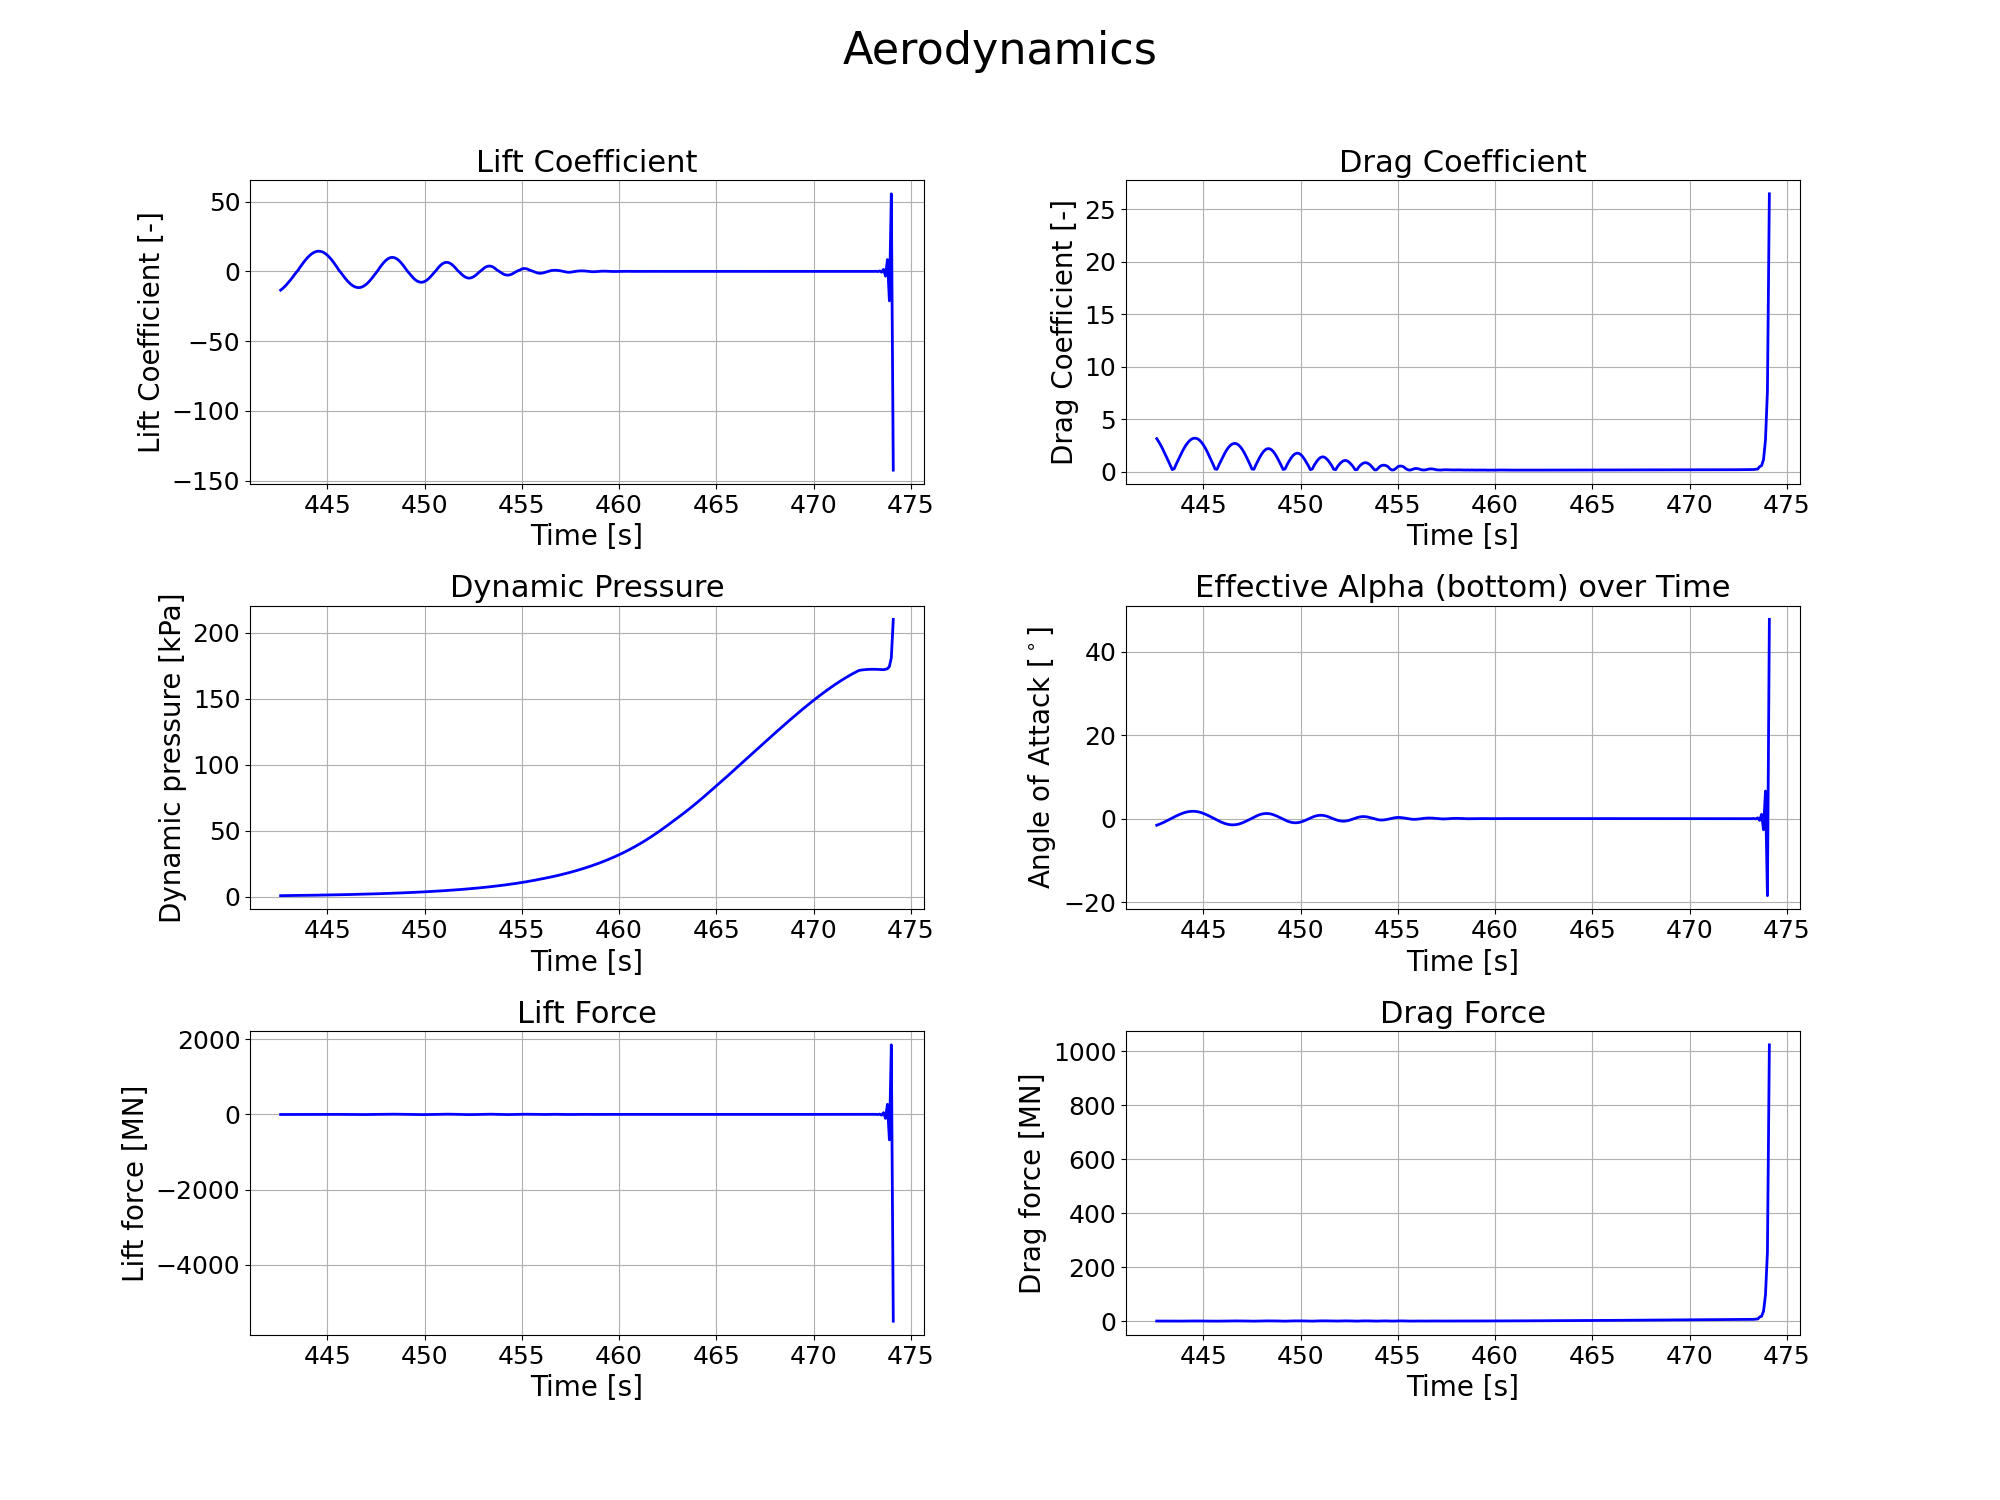 Aerodynamics
Lift Coefficient
Lift Coefficient [-]
50
0
−50
−100
−150
445 450 455 460 465 470 475
Time [s]
Drag Coefficient
Drag Coefficient [-]
25
20
15
10
5
0
445 450 455 460 465 470 475
Time [s]
Dynamic Pressure
Dynamic pressure [kPa]
200
150
100
50
0
445 450 455 460 465 470 475
Time [s]
Effective Alpha (bottom) over Time
Angle of Attack [°]
40
20
0
−20
445 450 455 460 465 470 475
Time [s]
Lift Force
Lift force [MN]
2000
0
−2000
−4000
445 450 455 460 465 470 475
Time [s]
Drag Force
Drag force [MN]
1000
800
600
400
200
0
445 450 455 460 465 470 475
Time [s]